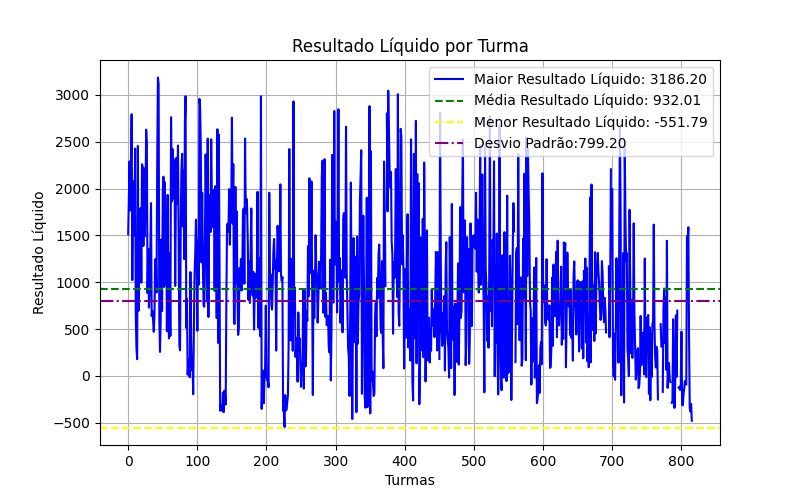 Resultado Líquido por Turma
Maior Resultado Líquido: 3186.20
Média Resultado Líquido: 932.01
Menor Resultado Líquido: -551.79
Desvio Padrão:799.20
Resultado Líquido
3000
2500
2000
1500
1000
500
0
−500
0 100 200 300 400 500 600 700 800
Turmas